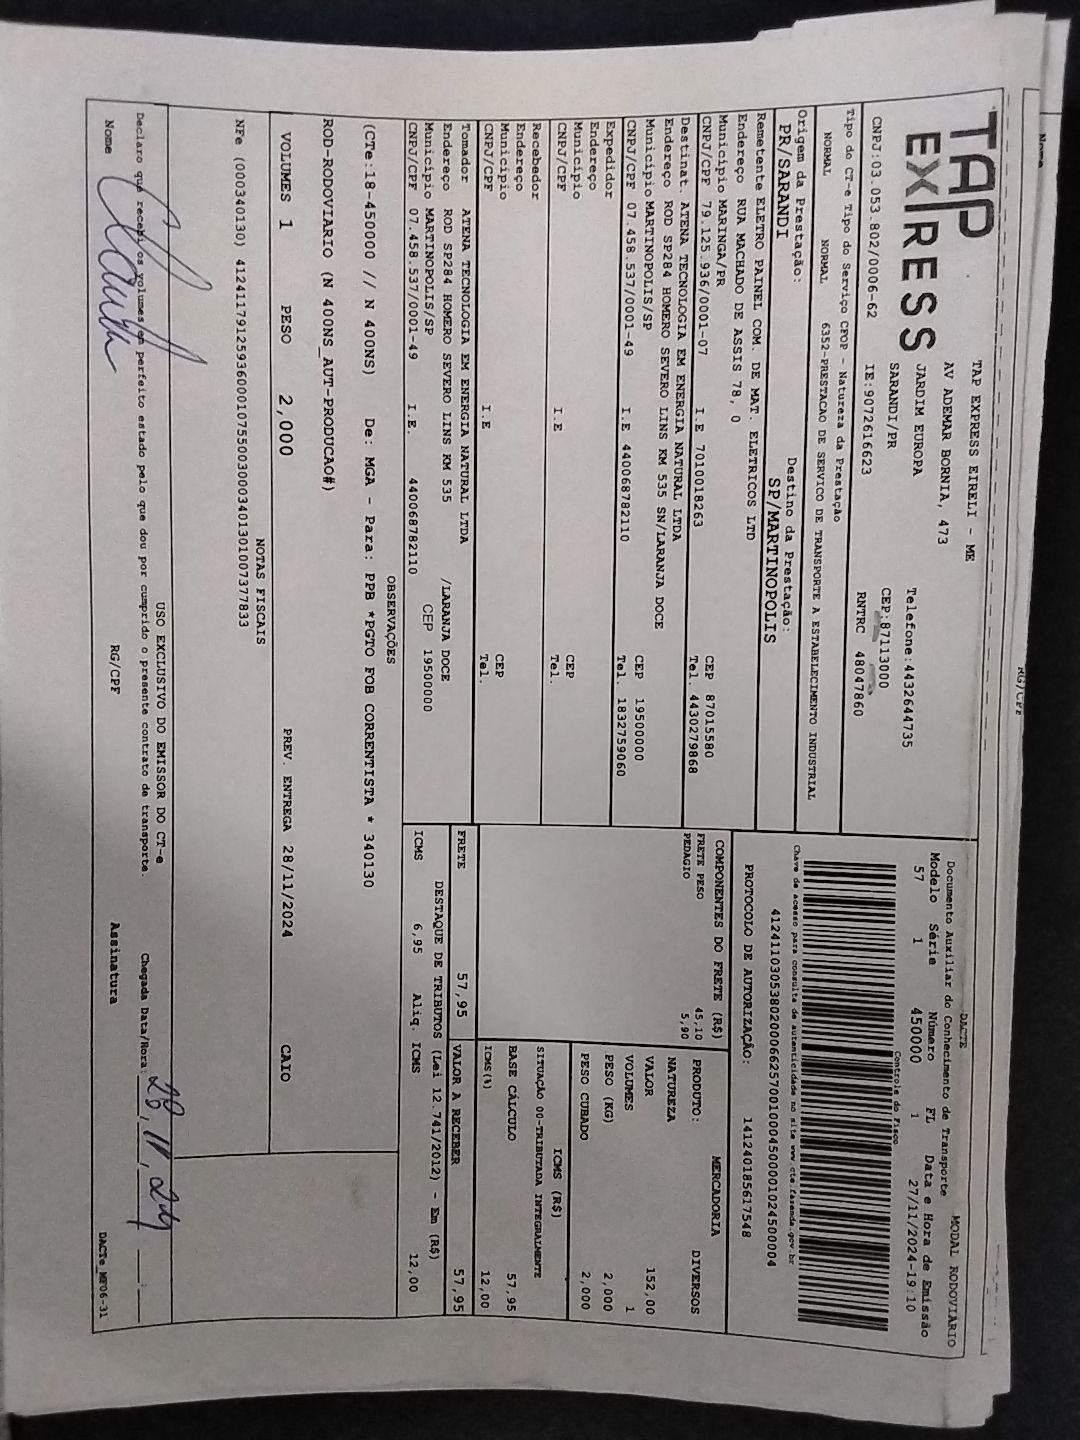 TAP
EXPRESS
TAP EXPRESS EIRELI - ME
AV ADEMAR BORNIA, 473
JARDIM EUROPA
SARANDI/PR
Telefone:4432644735
CEP:87113000
CNPJ:03.053.802/0006-62 IE:9072616623 RNTRC 48047860
DACTE MODAL RODOVIÁRIO
Documento Auxiliar do Conhecimento de Transporte
Modelo Série Número FL Data e Hora de Emissão
57 1 450000 1 27/11/2024-19:10
Controle do Fisco
Chave de acesso para consulta de autenticidade no site www.cte.fazenda.gov.br
41241103053802000662570010004500001024500004
PROTOCOLO DE AUTORIZAÇÃO: 141240185617548
Tipo do CT-e Tipo do Serviço CFOP - Natureza da Prestação
NORMAL NORMAL 6352-PRESTACAO DE SERVICO DE TRANSPORTE A ESTABELECIMENTO INDUSTRIAL
Origem da Prestação: Destino da Prestação:
PR/SARANDI SP/MARTINOPOLIS
Remetente ELETRO PAINEL COM. DE MAT. ELETRICOS LTD
Endereço RUA MACHADO DE ASSIS 78, 0
Município MARINGA/PR CEP 87015580
CNPJ/CPF 79.125.936/0001-07 I.E 7010018263 Tel. 4430279868
Destinat. ATENA TECNOLOGIA EM ENERGIA NATURAL LTDA
Endereço ROD SP284 HOMERO SEVERO LINS KM 535 SN/LARANJA DOCE
Município MARTINOPOLIS/SP CEP 19500000
CNPJ/CPF 07.458.537/0001-49 I.E 440068782110 Tel. 1832759060
Expedidor
Endereço
Município CEP
CNPJ/CPF I.E Tel.
Recebedor
Endereço
Município CEP
CNPJ/CPF I.E Tel.
Tomador ATENA TECNOLOGIA EM ENERGIA NATURAL LTDA
Endereço ROD SP284 HOMERO SEVERO LINS KM 535 /LARANJA DOCE
Município MARTINOPOLIS/SP CEP 19500000
CNPJ/CPF 07.458.537/0001-49 I.E. 440068782110
COMPONENTES DO FRETE (R$)
FRETE PESO 45,10
PEDAGIO 5,90
MERCADORIA
PRODUTO: DIVERSOS
NATUREZA
VALOR 152,00
VOLUMES 1
PESO (KG) 2,000
PESO CUBADO 2,000
ICMS (R$)
SITUAÇÃO 00-TRIBUTADA INTEGRALMENTE
BASE CÁLCULO 57,95
ICMS(%) 12,00
FRETE 57,95 VALOR A RECEBER 57,95
DESTAQUE DE TRIBUTOS (Lei 12.741/2012) - Em (R$)
ICMS 6,95 Aliq. ICMS 12,00
OBSERVAÇÕES
(CTe:18-450000 // N 400NS) De: MGA - Para: PPB *PGTO FOB CORRENTISTA * 340130
ROD-RODOVIARIO (N 400NS_AUT-PRODUCAO#)
VOLUMES 1 PESO 2,000 PREV. ENTREGA 28/11/2024 CAIO
NOTAS FISCAIS
NFe (000340130) 41241179125936000107550030003401301007377833
USO EXCLUSIVO DO EMISSOR DO CT-e
Declaro que recebi os volumes em perfeito estado pelo que dou por cumprido o presente contrato de transporte. Chegada Data/Hora: 28/11/24
Nome RG/CPF Assinatura
DACTe_MF06-31
Nome
RG/CPF